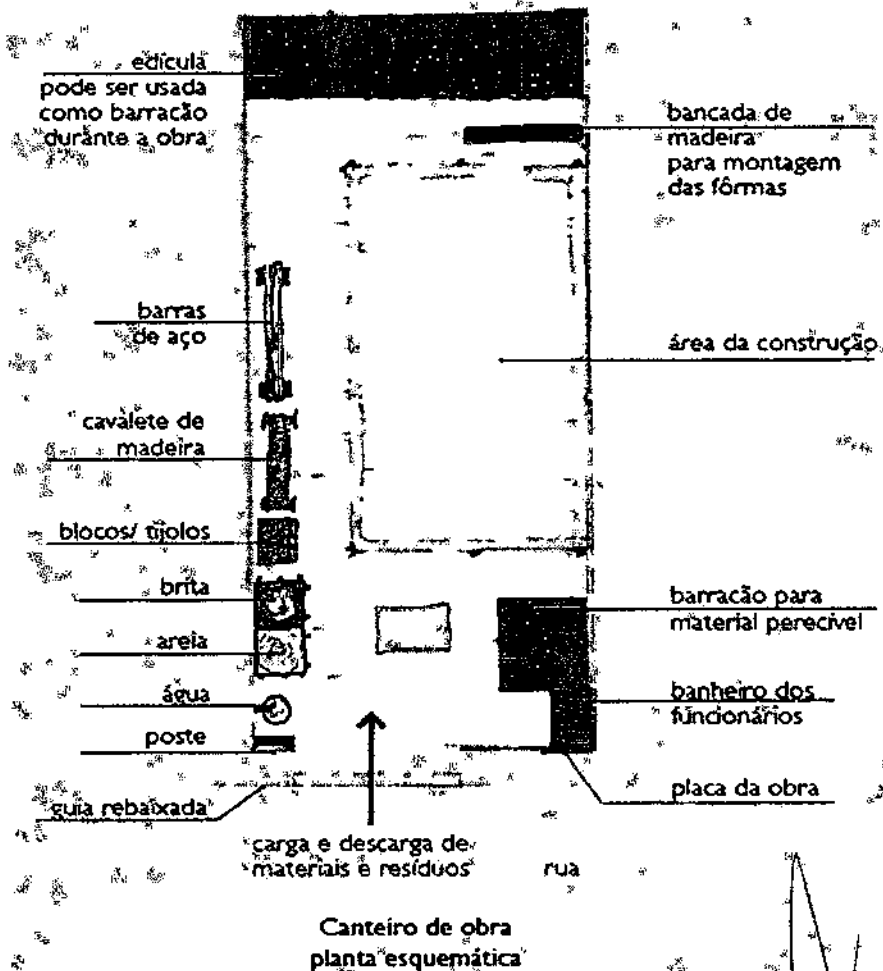 edícula
pode ser usada
como barracão
durante a obra
bancada de
madeira
para montagem
das fôrmas
barras
de aço
área da construção
cavalete de
madeira
blocos/ tijolos
brita
areia
água
poste
guia rebaixada
barracão para
material perecível
banheiro dos
funcionários
placa da obra
carga e descarga de
materiais e resíduos
rua
Canteiro de obra
planta esquemática